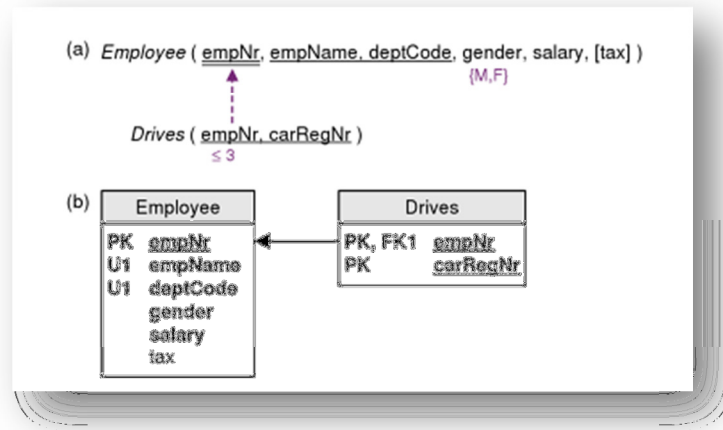 (a) Employee ( empNr, empName, deptCode, gender, salary, [tax] )
{M,F}
Drives ( empNr, carRegNr )
≤ 3
(b) Employee
PK empNr
U1 empName
U1 deptCode
gender
salary
tax
Drives
PK, FK1 empNr
PK carRegNr